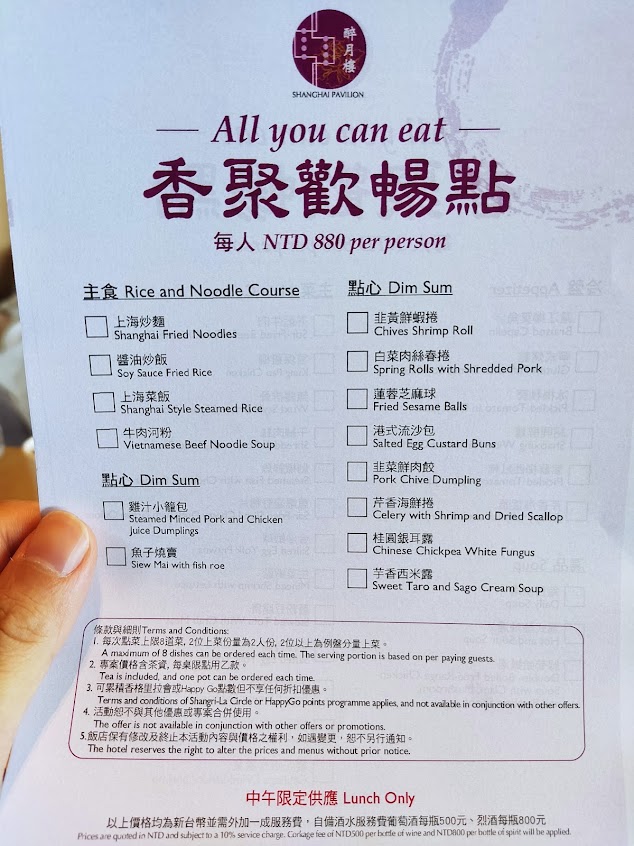 醉月樓
SHANGHAI PAVILION
All you can eat
香聚歡暢點
每人 NTD 880 per person
主食 Rice and Noodle Course
上海炒麵
Shanghai Fried Noodles
醬油炒飯
Soy Sauce Fried Rice
上海菜飯
Shanghai Style Steamed Rice
牛肉河粉
Vietnamese Beef Noodle Soup
點心 Dim Sum
雞汁小籠包
Steamed Minced Pork and Chicken
Juice Dumplings
魚子燒賣
Siew Mai with fish roe
點心 Dim Sum
韭黃鮮蝦捲
Chives Shrimp Roll
白菜肉絲春捲
Spring Rolls with Shredded Pork
蓮蓉芝麻球
Fried Sesame Balls
港式流沙包
Salted Egg Custard Buns
韭菜鮮肉餃
Pork Chive Dumpling
芹香海鮮捲
Celery with Shrimp and Dried Scallop
桂圓銀耳露
Chinese Chickpea White Fungus
芋香西米露
Sweet Taro and Sago Cream Soup
條款與細則Terms and Conditions:
1. 每次點菜上限8道菜, 2位上菜份量為2人份, 2位以上為例盤分量上菜。
A maximum of 8 dishes can be ordered each time. The serving portion is based on per paying guests.
2. 專案價格含茶資, 每桌限點用乙款。
Tea is included, and one pot can be ordered each time.
3. 可累積香格里拉會或Happy Go點數但不享任何折扣優惠。
Terms and conditions of Shangri-La Circle or HappyGo points programme applies, and not available in conjunction with other offers.
4. 活動恕不與其他優惠或專案合併使用。
The offer is not available in conjunction with other offers or promotions.
5.飯店保有修改及終止本活動內容與價格之權利，如遇變更，恕不另行通知。
The hotel reserves the right to alter the prices and menus without prior notice.
中午限定供應 Lunch Only
以上價格均為新台幣並需外加一成服務費，自備酒水服務費葡萄酒每瓶500元、烈酒每瓶800元
Prices are quoted in NTD and subject to a 10% service charge. Corkage fee of NTD500 per bottle of wine and NTD800 per bottle of spirit will be applied.